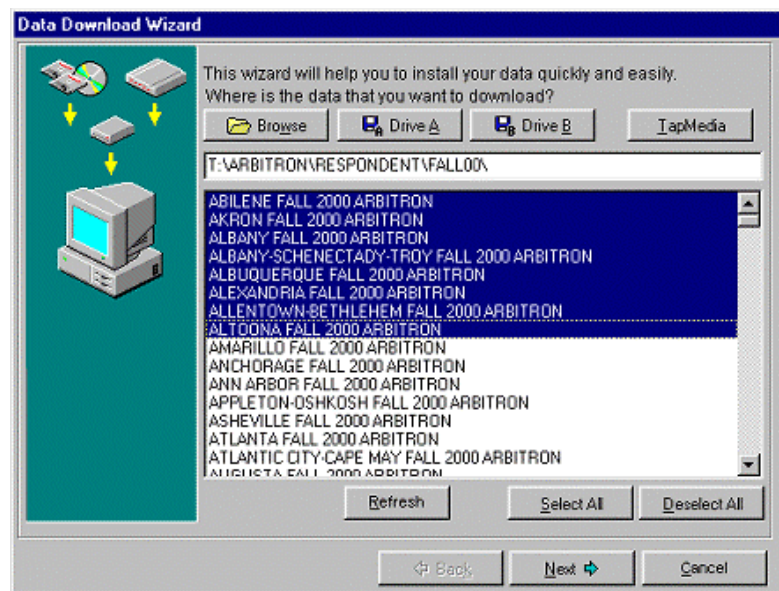 Data Download Wizard
This wizard will help you to install your data quickly and easily.
Where is the data that you want to download?
Browse
Drive A
Drive B
TapMedia
T:\ARBITRON\RESPONDENT\FALL00\
ABILENE FALL 2000 ARBITRON
AKRON FALL 2000 ARBITRON
ALBANY FALL 2000 ARBITRON
ALBANY-SCHENECTADY-TROY FALL 2000 ARBITRON
ALBUQUERQUE FALL 2000 ARBITRON
ALEXANDRIA FALL 2000 ARBITRON
ALLENTOWN-BETHLEHEM FALL 2000 ARBITRON
ALTOONA FALL 2000 ARBITRON
AMARILLO FALL 2000 ARBITRON
ANCHORAGE FALL 2000 ARBITRON
ANN ARBOR FALL 2000 ARBITRON
APPLETON-OSHKOSH FALL 2000 ARBITRON
ASHEVILLE FALL 2000 ARBITRON
ATLANTA FALL 2000 ARBITRON
ATLANTIC CITY-CAPE MAY FALL 2000 ARBITRON
AUGUSTA FALL 2000 ARBITRON
Refresh
Select All
Deselect All
Back
Next
Cancel